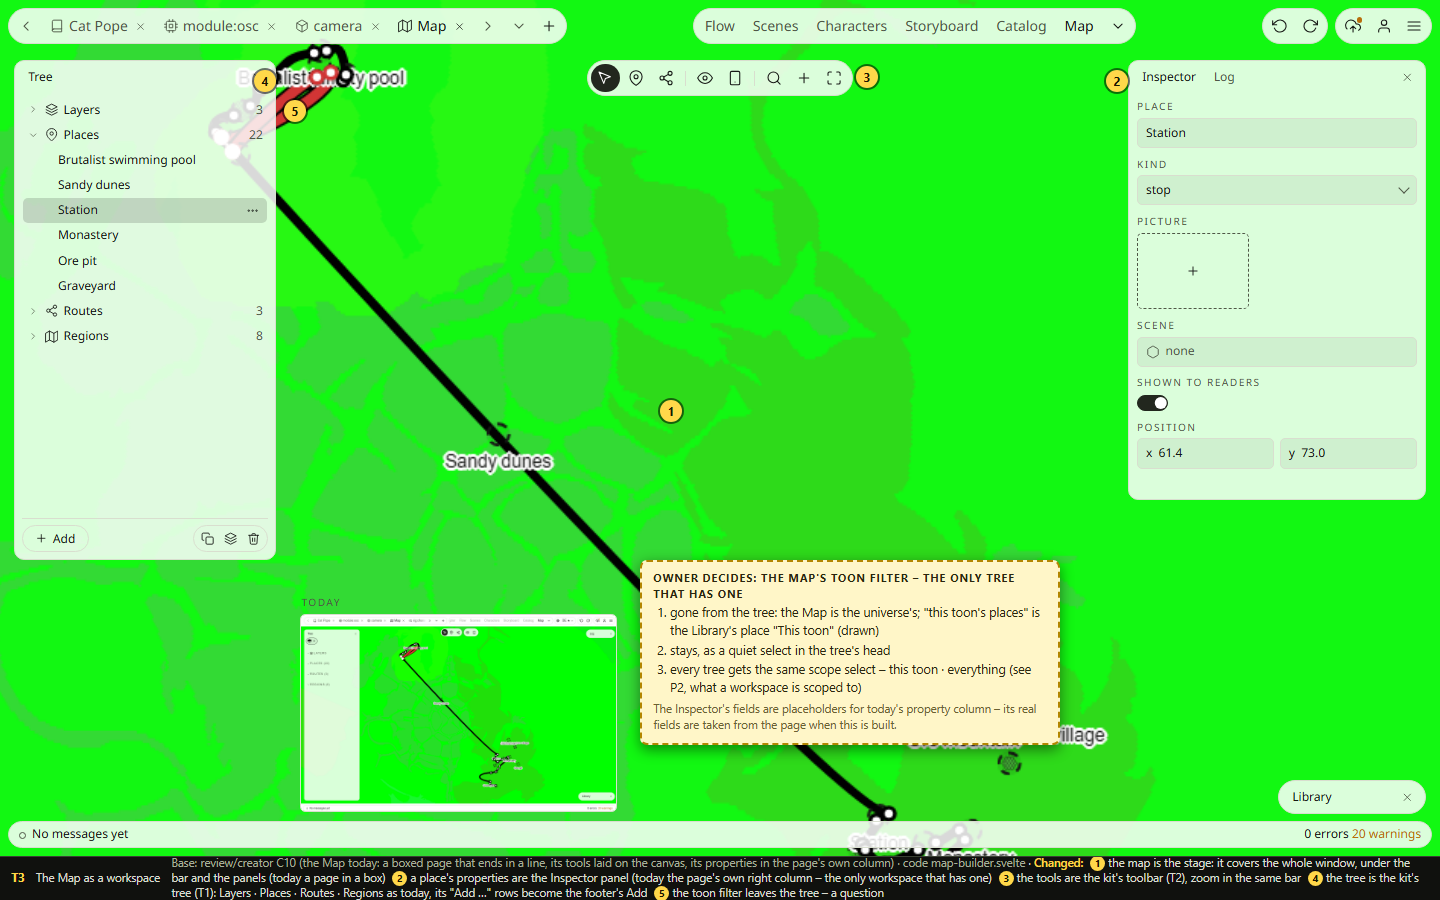 Cat Pope
module:osc
camera
Map
Flow
Scenes
Characters
Storyboard
Catalog
Map
Tree
4
pool
Layers
3
5
Places
22
Brutalist swimming pool
Sandy dunes
Station
Monastery
Ore pit
Graveyard
Routes
3
Regions
8
Add
3
2
Inspector
Log
PLACE
Station
KIND
stop
PICTURE
SCENE
none
SHOWN TO READERS
POSITION
x 61.4
y 73.0
1
Sandy dunes
OWNER DECIDES: THE MAP'S TOON FILTER – THE ONLY TREE
THAT HAS ONE
1. gone from the tree: the Map is the universe's; "this toon's places" is
the Library's place "This toon" (drawn)
2. stays, as a quiet select in the tree's head
3. every tree gets the same scope select – this toon · everything (see
P2, what a workspace is scoped to)
The Inspector's fields are placeholders for today's property column – its real
fields are taken from the page when this is built.
TODAY
Library
Station
No messages yet
0 errors 20 warnings
T3 The Map as a workspace
Base: review/creator C10 (the Map today: a boxed page that ends in a line, its tools laid on the canvas, its properties in the page's own column) · code map-builder.svelte · Changed: 1 the map is the stage: it covers the whole window, under the
bar and the panels (today a page in a box) 2 a place's properties are the Inspector panel (today the page's own right column – the only workspace that has one) 3 the tools are the kit's toolbar (T2), zoom in the same bar 4 the tree is the kit's
tree (T1): Layers · Places · Routes · Regions as today, its "Add ..." rows become the footer's Add 5 the toon filter leaves the tree – a question